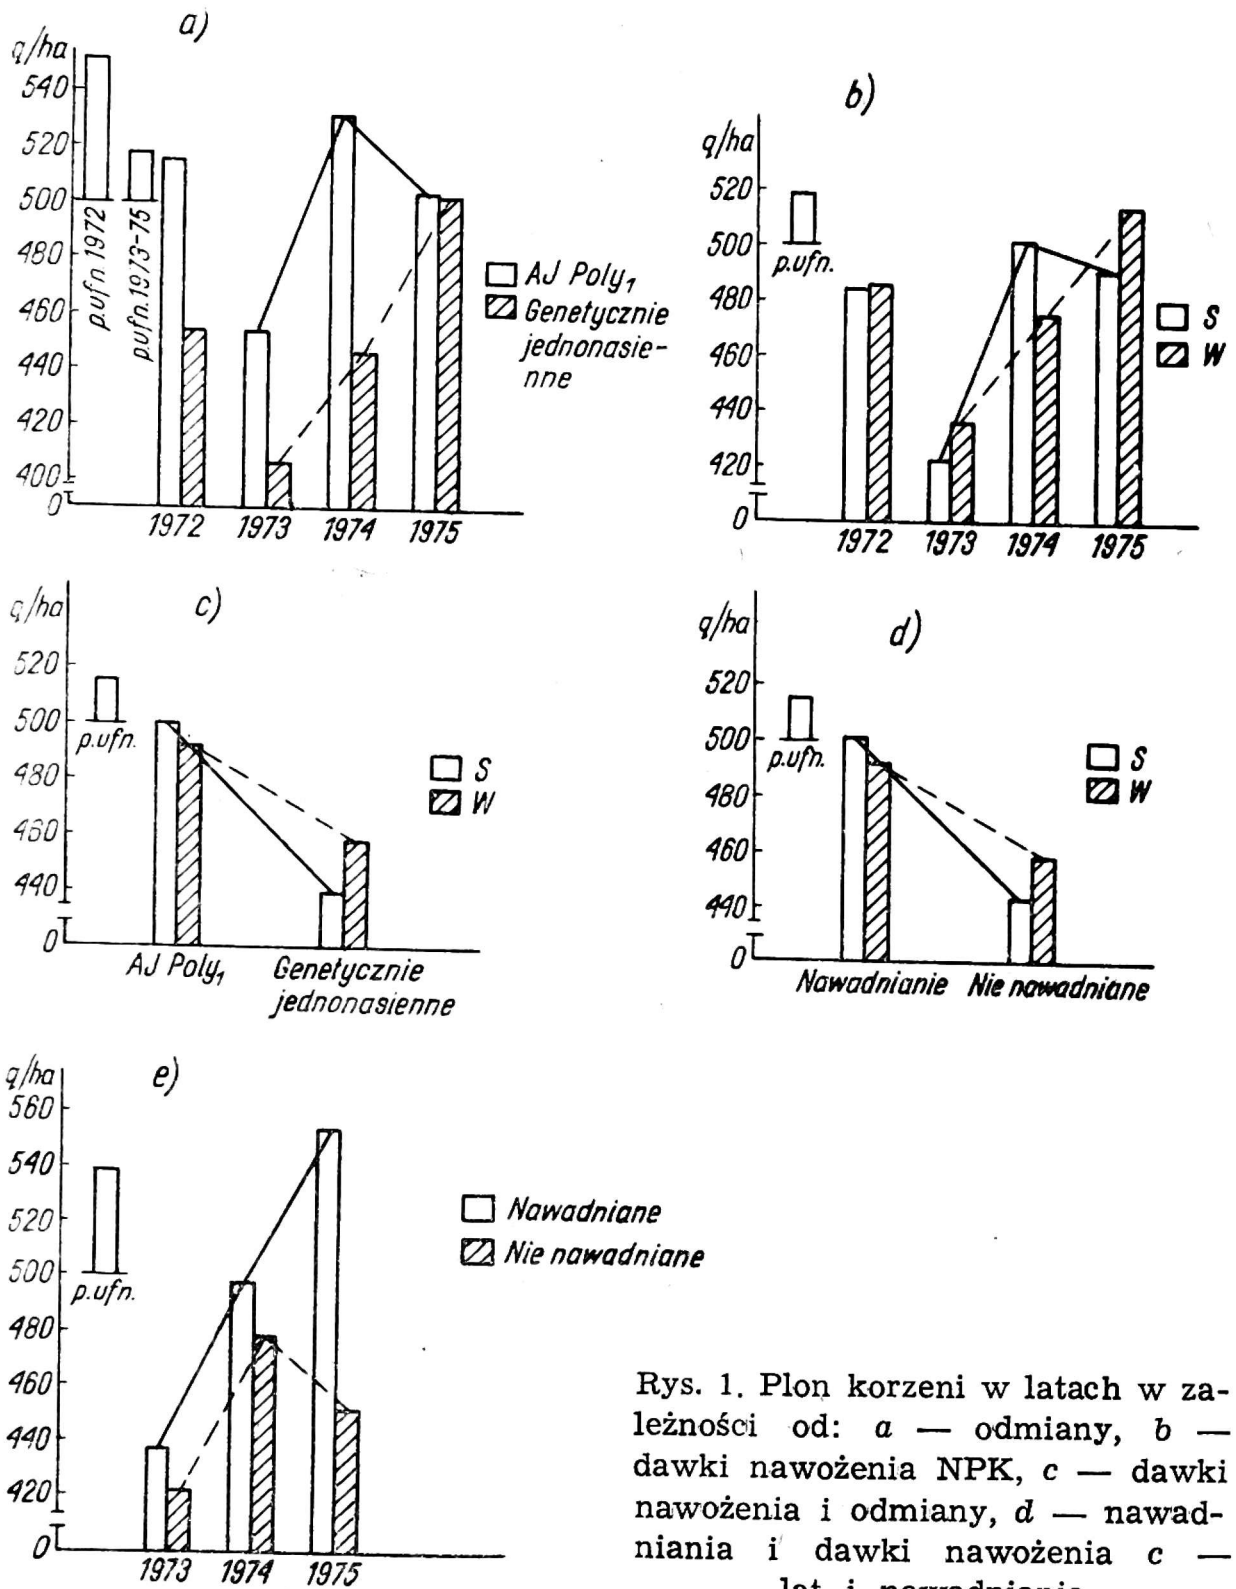 a)
q/ha
540
520
500
480
460
440
420
400
0
p.ufn 1972
p.ufn. 1973-75
1972
1973
1974
1975
AJ Poly₁
Genetycznie
jednonasie-
nne
b)
q/ha
520
500
480
460
440
420
0
p.ufn.
1972
1973
1974
1975
S
W
c)
q/ha
520
500
480
460
440
0
p.ufn.
AJ Poly₁
Genetycznie
jednonasienne
S
W
d)
q/ha
520
500
480
460
440
0
p.ufn.
Nawadnianie
Nie nawadniane
S
W
e)
q/ha
560
540
520
500
480
460
440
420
0
p.ufn.
1973
1974
1975
Nawadniane
Nie nawadniane
Rys. 1. Plon korzeni w latach w za-
leżności od: a — odmiany, b —
dawki nawożenia NPK, c — dawki
nawożenia i odmiany, d — nawad-
niania i dawki nawożenia c —
lat i nawadniania